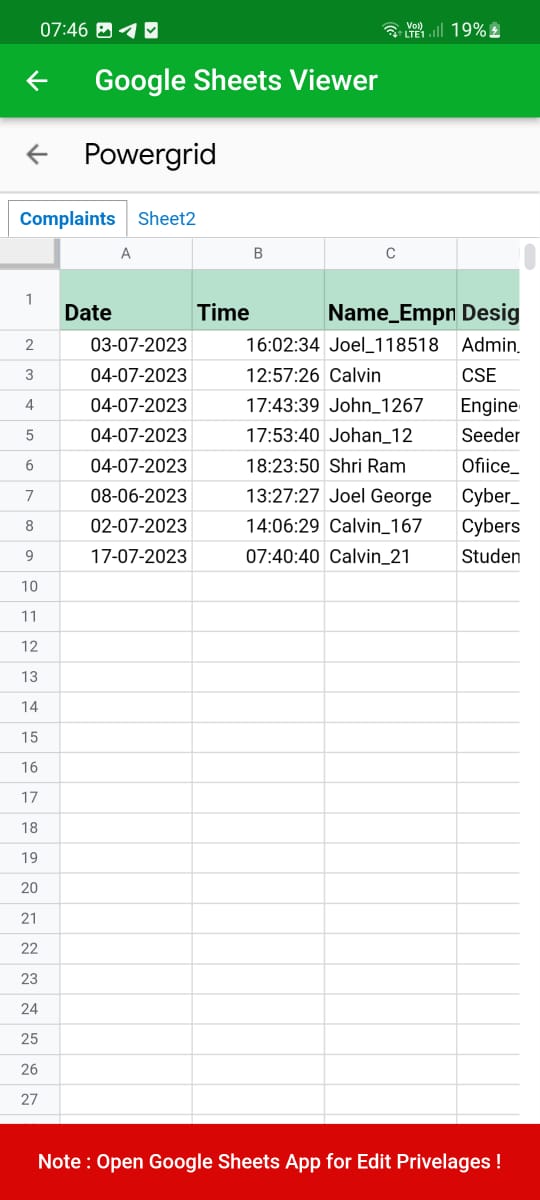 07:46 Vo)) LTE1 19%
Google Sheets Viewer
Powergrid
Complaints Sheet2
A B C
1 Date Time Name_Empn Desig
2 03-07-2023 16:02:34 Joel_118518 Admin_
3 04-07-2023 12:57:26 Calvin CSE
4 04-07-2023 17:43:39 John_1267 Engine
5 04-07-2023 17:53:40 Johan_12 Seeder
6 04-07-2023 18:23:50 Shri Ram Ofiice_
7 08-06-2023 13:27:27 Joel George Cyber_
8 02-07-2023 14:06:29 Calvin_167 Cybers
9 17-07-2023 07:40:40 Calvin_21 Studen
10
11
12
13
14
15
16
17
18
19
20
21
22
23
24
25
26
27
Note : Open Google Sheets App for Edit Privelages !